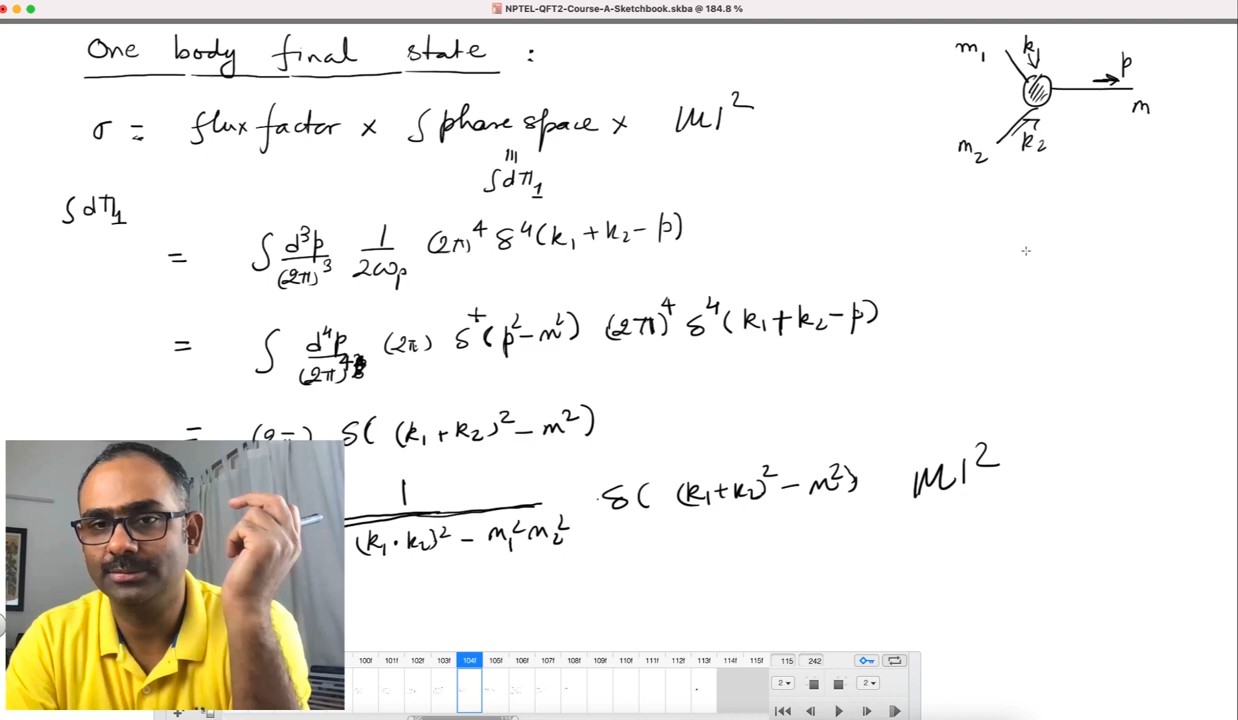 NPTEL-QFT2-Course-A-Sketchbook.skba @ 184.8 %
One body final state :
m₁ k₁ p
m
m₂ k₂
σ = flux factor × ∫ phase space × |M|²
≡
∫dπ₁
∫dπ₁
= ∫ d³p/(2π)³ 1/2ωₚ (2π)⁴ δ⁴(k₁ + k₂ - p)
= ∫ d⁴p/(2π)⁴ (2π) δ⁺(p² - m²) (2π)⁴ δ⁴(k₁ + k₂ - p)
= (2π) δ( (k₁ + k₂)² - m²)
1/(k₁ · k₂)² - m₁² m₂² δ( (k₁+k₂)² - m²) |M|²
100f 101f 102f 103f 104f 105f 106f 107f 108f 109f 110f 111f 112f 113f 114f 115f 115 242
2 2